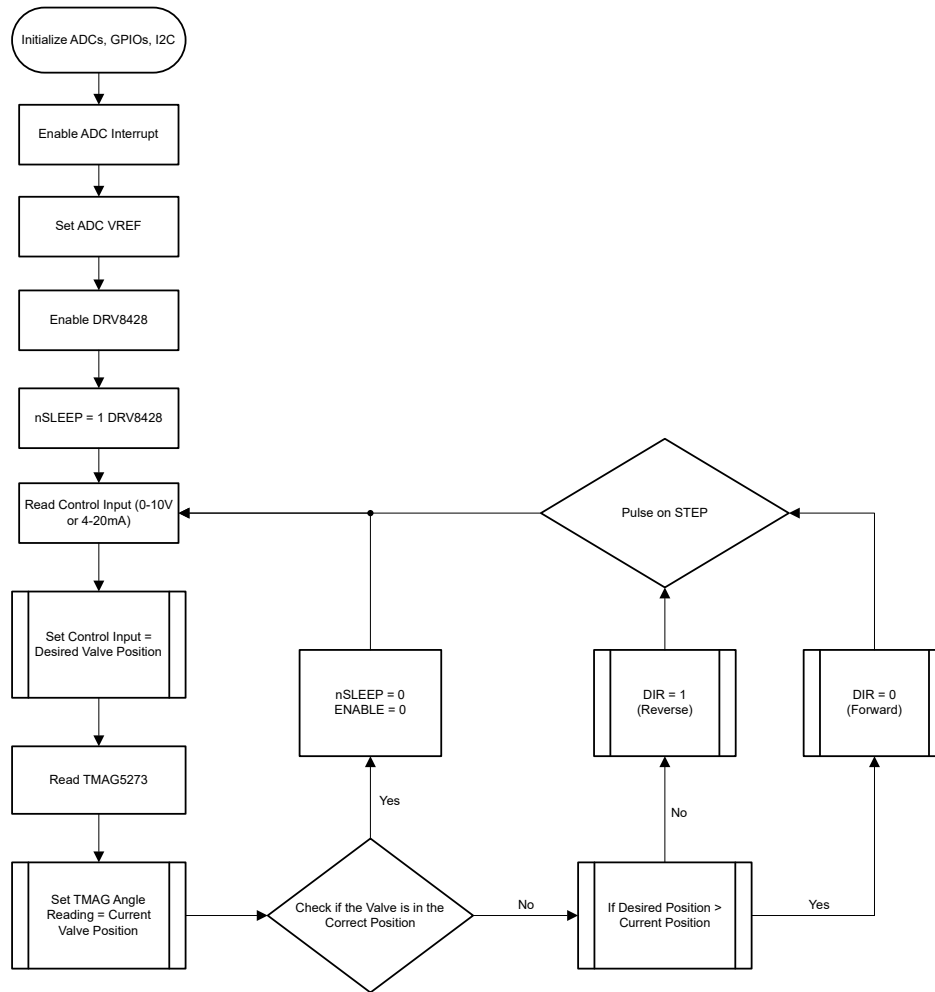 Initialize ADCs, GPIOs, I2C
Enable ADC Interrupt
Set ADC VREF
Enable DRV8428
nSLEEP = 1 DRV8428
Read Control Input (0-10V
or 4-20mA)
Pulse on STEP
Set Control Input =
Desired Valve Position
nSLEEP = 0
ENABLE = 0
DIR = 1
(Reverse)
DIR = 0
(Forward)
Read TMAG5273
Yes
No
Set TMAG Angle
Reading = Current
Valve Position
Check if the Valve is in the
Correct Position
No
If Desired Position >
Current Position
Yes